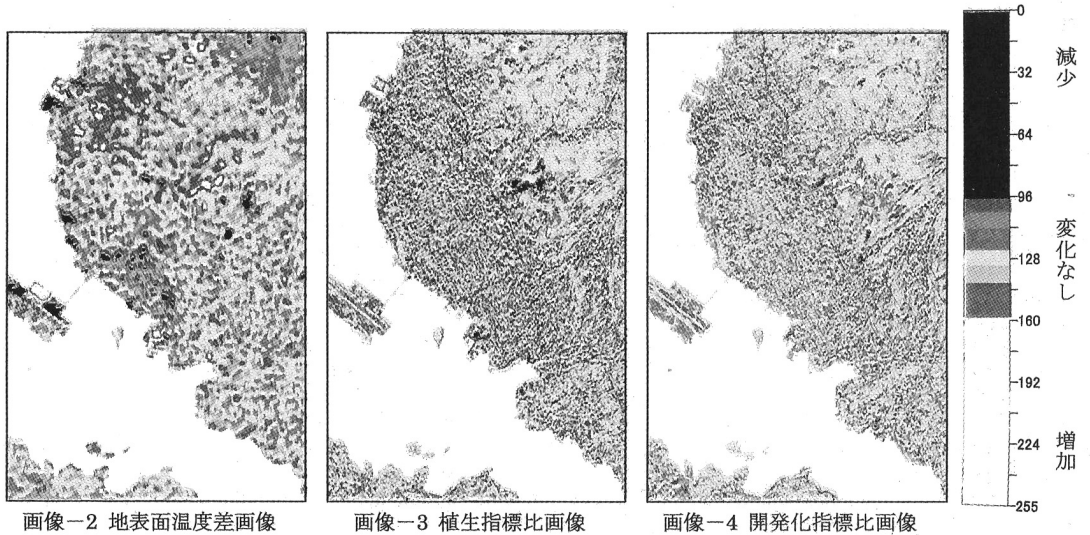 0
32
64
96
128
160
192
224
255
減少
変化なし
増加
画像−2 地表面温度差画像
画像−3 植生指標比画像
画像−4 開発化指標比画像